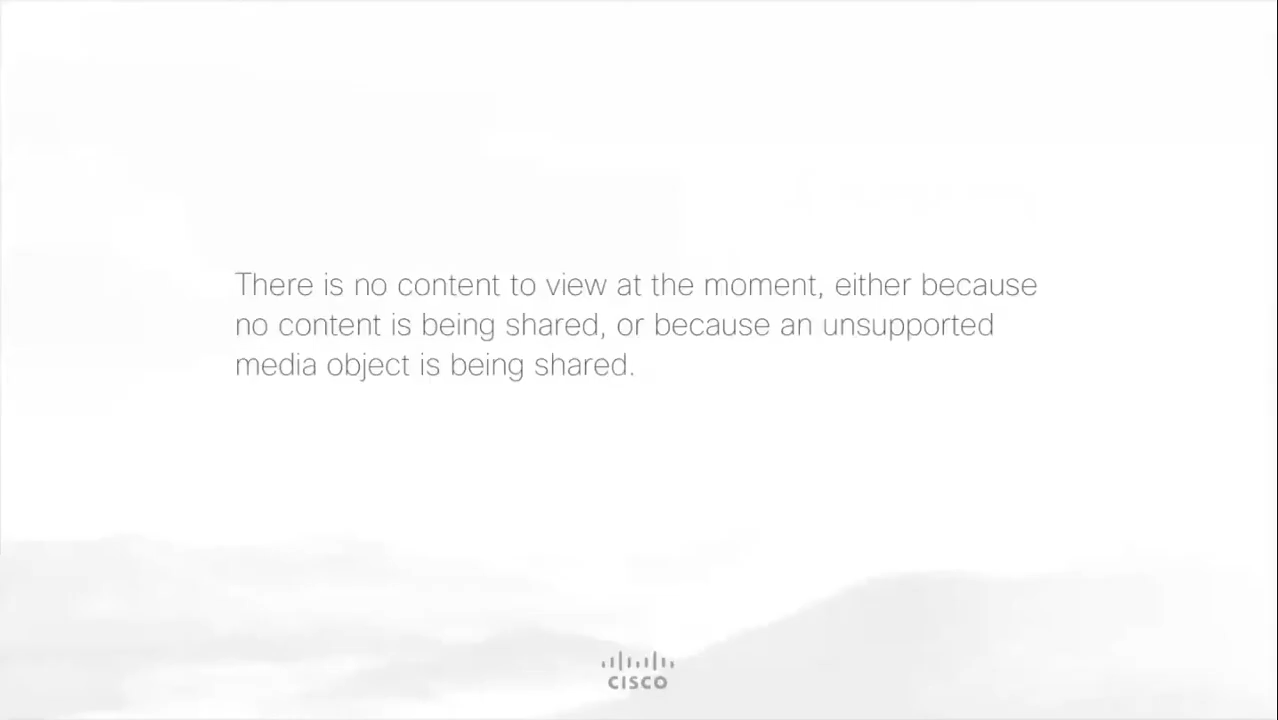 There is no content to view at the moment, either because
no content is being shared, or because an unsupported
media object is being shared.
CISCO